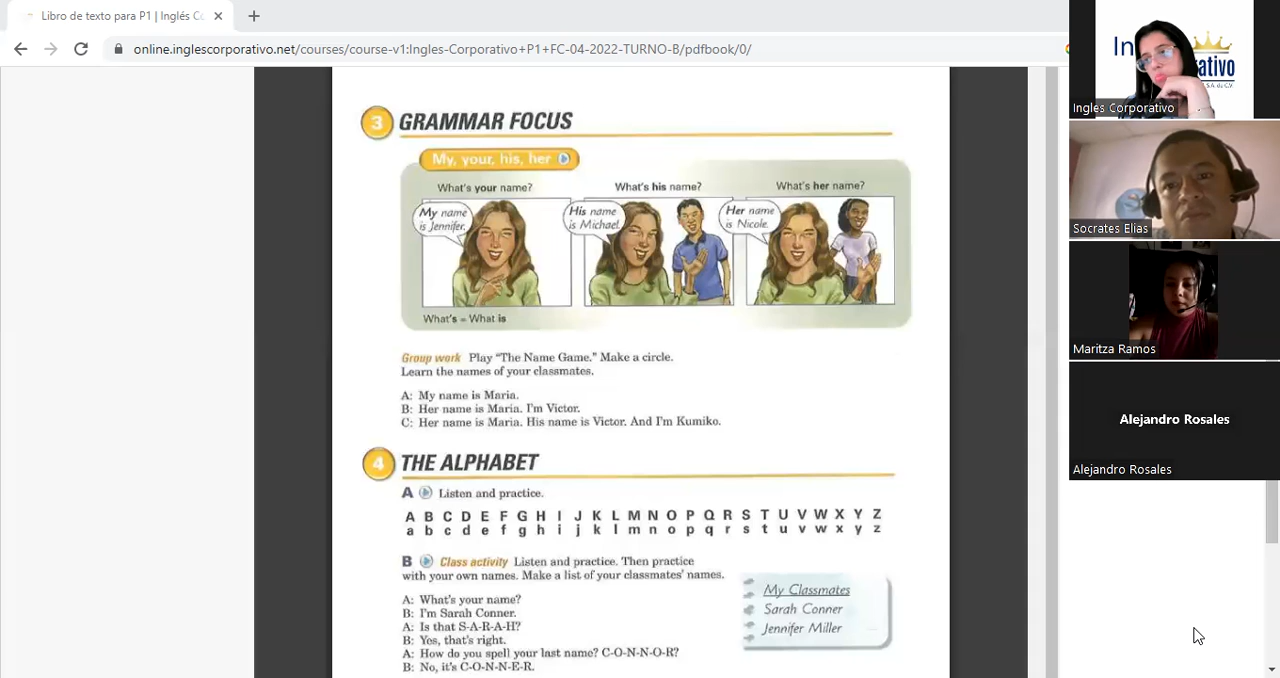 Libro de texto para P1 | Inglés Co
online.inglescorporativo.net/courses/course-v1:Ingles-Corporativo+P1+FC-04-2022-TURNO-B/pdfbook/0/
3 GRAMMAR FOCUS
My, your, his, her
What's your name?
My name
is Jennifer.
What's his name?
His name
is Michael.
What's her name?
Her name
is Nicole.
What's = What is
Group work Play "The Name Game." Make a circle.
Learn the names of your classmates.
A: My name is Maria.
B: Her name is Maria. I'm Victor.
C: Her name is Maria. His name is Victor. And I'm Kumiko.
4 THE ALPHABET
A Listen and practice.
A B C D E F G H I J K L M N O P Q R S T U V W X Y Z
a b c d e f g h i j k l m n o p q r s t u v w x y z
B Class activity Listen and practice. Then practice
with your own names. Make a list of your classmates' names.
A: What's your name?
B: I'm Sarah Conner.
A: Is that S-A-R-A-H?
B: Yes, that's right.
A: How do you spell your last name? C-O-N-N-O-R?
B: No, it's C-O-N-N-E-R.
My Classmates
Sarah Conner
Jennifer Miller
Ingles Corporativo
Socrates Elias
Maritza Ramos
Alejandro Rosales
Alejandro Rosales